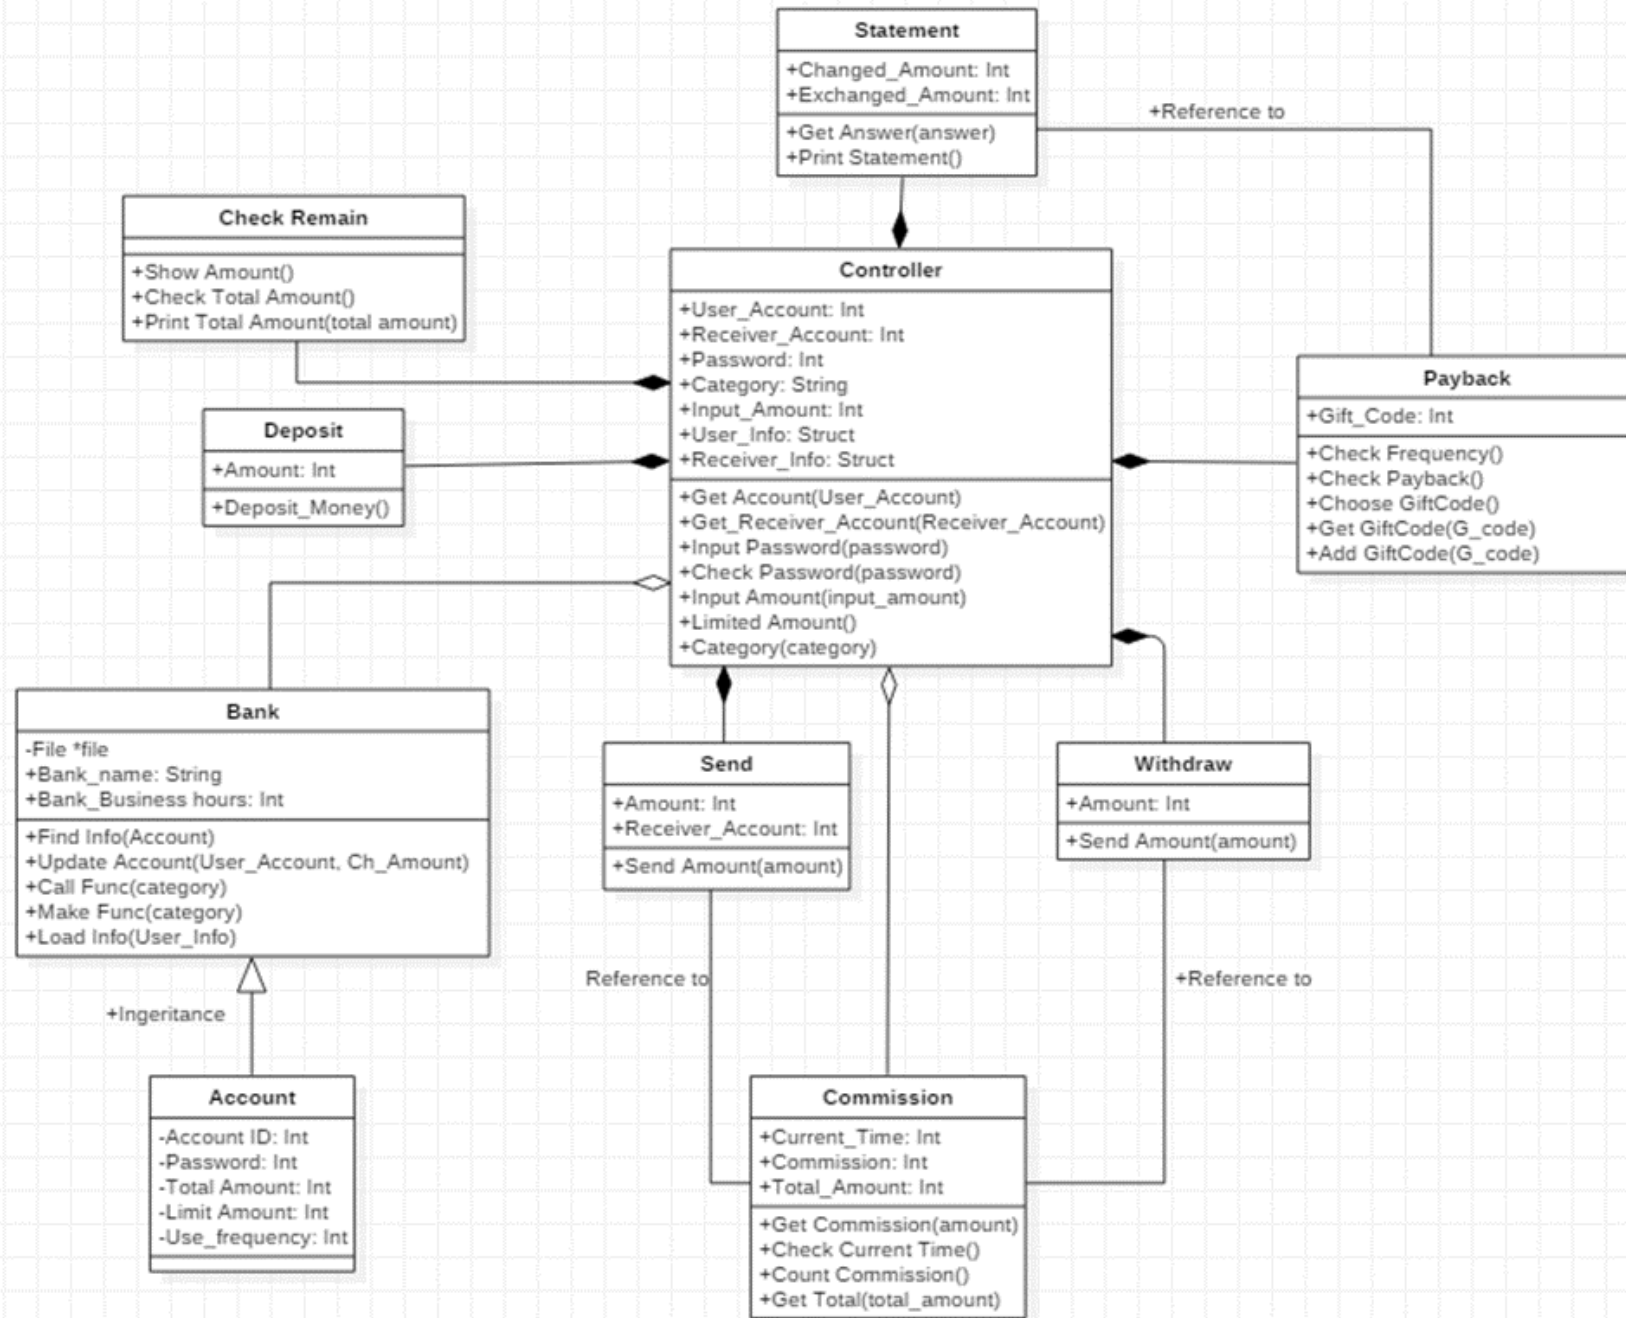 Statement
+Changed_Amount: Int
+Exchanged_Amount: Int
+Get Answer(answer)
+Print Statement()
+Reference to
Check Remain
+Show Amount()
+Check Total Amount()
+Print Total Amount(total amount)
Controller
+User_Account: Int
+Receiver_Account: Int
+Password: Int
+Category: String
+Input_Amount: Int
+User_Info: Struct
+Receiver_Info: Struct
+Get Account(User_Account)
+Get_Receiver_Account(Receiver_Account)
+Input Password(password)
+Check Password(password)
+Input Amount(input_amount)
+Limited Amount()
+Category(category)
Payback
+Gift_Code: Int
+Check Frequency()
+Check Payback()
+Choose GiftCode()
+Get GiftCode(G_code)
+Add GiftCode(G_code)
Deposit
+Amount: Int
+Deposit_Money()
Bank
-File *file
+Bank_name: String
+Bank_Business hours: Int
+Find Info(Account)
+Update Account(User_Account, Ch_Amount)
+Call Func(category)
+Make Func(category)
+Load Info(User_Info)
Send
+Amount: Int
+Receiver_Account: Int
+Send Amount(amount)
Withdraw
+Amount: Int
+Send Amount(amount)
Reference to
+Reference to
+Ingeritance
Account
-Account ID: Int
-Password: Int
-Total Amount: Int
-Limit Amount: Int
-Use_frequency: Int
Commission
+Current_Time: Int
+Commission: Int
+Total_Amount: Int
+Get Commission(amount)
+Check Current Time()
+Count Commission()
+Get Total(total_amount)